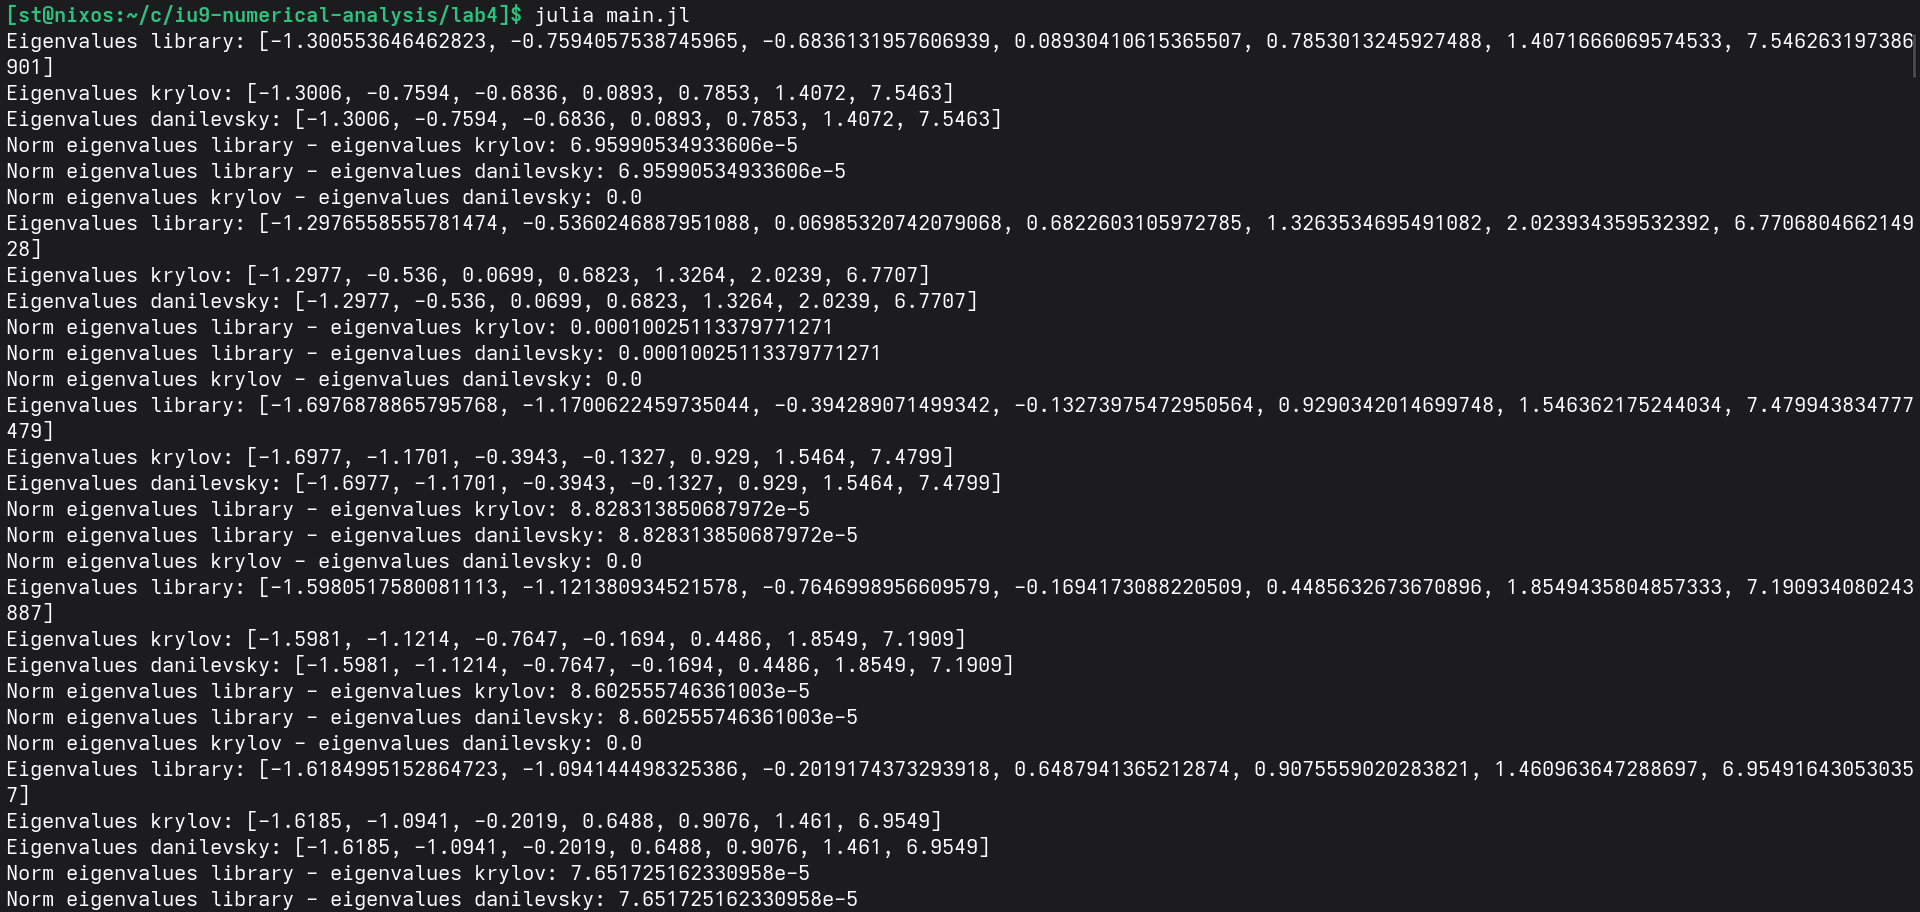 [st@nixos:~/c/iu9-numerical-analysis/lab4]$ julia main.jl
Eigenvalues library: [-1.300553646462823, -0.7594057538745965, -0.6836131957606939, 0.08930410615365507, 0.7853013245927488, 1.4071666069574533, 7.546263197386
901]
Eigenvalues krylov: [-1.3006, -0.7594, -0.6836, 0.0893, 0.7853, 1.4072, 7.5463]
Eigenvalues danilevsky: [-1.3006, -0.7594, -0.6836, 0.0893, 0.7853, 1.4072, 7.5463]
Norm eigenvalues library - eigenvalues krylov: 6.95990534933606e-5
Norm eigenvalues library - eigenvalues danilevsky: 6.95990534933606e-5
Norm eigenvalues krylov - eigenvalues danilevsky: 0.0
Eigenvalues library: [-1.2976558555781474, -0.5360246887951088, 0.06985320742079068, 0.6822603105972785, 1.3263534695491082, 2.023934359532392, 6.7706804662149
28]
Eigenvalues krylov: [-1.2977, -0.536, 0.0699, 0.6823, 1.3264, 2.0239, 6.7707]
Eigenvalues danilevsky: [-1.2977, -0.536, 0.0699, 0.6823, 1.3264, 2.0239, 6.7707]
Norm eigenvalues library - eigenvalues krylov: 0.00010025113379771271
Norm eigenvalues library - eigenvalues danilevsky: 0.00010025113379771271
Norm eigenvalues krylov - eigenvalues danilevsky: 0.0
Eigenvalues library: [-1.6976878865795768, -1.1700622459735044, -0.394289071499342, -0.13273975472950564, 0.9290342014699748, 1.546362175244034, 7.479943834777
479]
Eigenvalues krylov: [-1.6977, -1.1701, -0.3943, -0.1327, 0.929, 1.5464, 7.4799]
Eigenvalues danilevsky: [-1.6977, -1.1701, -0.3943, -0.1327, 0.929, 1.5464, 7.4799]
Norm eigenvalues library - eigenvalues krylov: 8.828313850687972e-5
Norm eigenvalues library - eigenvalues danilevsky: 8.828313850687972e-5
Norm eigenvalues krylov - eigenvalues danilevsky: 0.0
Eigenvalues library: [-1.5980517580081113, -1.121380934521578, -0.7646998956609579, -0.1694173088220509, 0.4485632673670896, 1.8549435804857333, 7.190934080243
887]
Eigenvalues krylov: [-1.5981, -1.1214, -0.7647, -0.1694, 0.4486, 1.8549, 7.1909]
Eigenvalues danilevsky: [-1.5981, -1.1214, -0.7647, -0.1694, 0.4486, 1.8549, 7.1909]
Norm eigenvalues library - eigenvalues krylov: 8.602555746361003e-5
Norm eigenvalues library - eigenvalues danilevsky: 8.602555746361003e-5
Norm eigenvalues krylov - eigenvalues danilevsky: 0.0
Eigenvalues library: [-1.6184995152864723, -1.094144498325386, -0.2019174373293918, 0.6487941365212874, 0.9075559020283821, 1.460963647288697, 6.95491643053035
7]
Eigenvalues krylov: [-1.6185, -1.0941, -0.2019, 0.6488, 0.9076, 1.461, 6.9549]
Eigenvalues danilevsky: [-1.6185, -1.0941, -0.2019, 0.6488, 0.9076, 1.461, 6.9549]
Norm eigenvalues library - eigenvalues krylov: 7.651725162330958e-5
Norm eigenvalues library - eigenvalues danilevsky: 7.651725162330958e-5